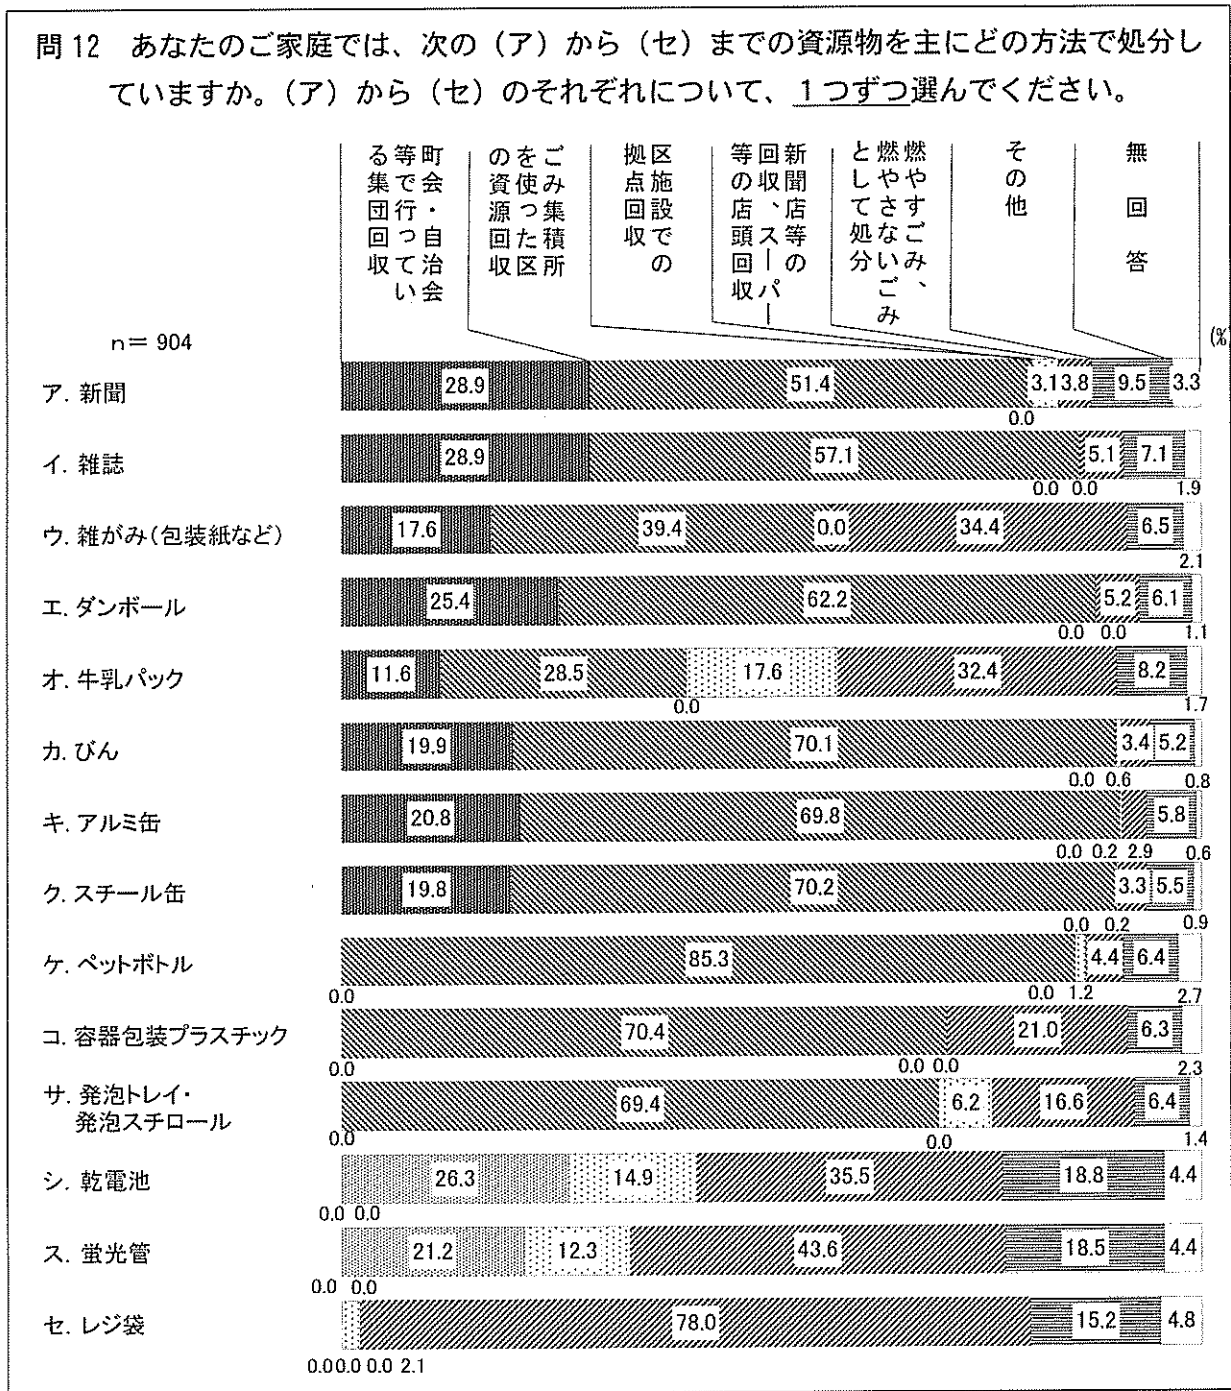 問12 あなたのご家庭では、次の(ア)から(セ)までの資源物を主にどの方法で処分し
ていますか。(ア)から(セ)のそれぞれについて、1つずつ選んでください。
町会・自治会
等で行ってい
る集団回収
ごみ集積所
を使った区
の資源回収
区施設での
拠点回収
新聞店等の
回収、スーパー
等の店頭回収
燃やすごみ、
燃やさないごみ
として処分
その他
無回答
n= 904
(%)
ア. 新聞
28.9 51.4 3.1 3.8 9.5 3.3
0.0
イ. 雑誌
28.9 57.1 5.1 7.1
0.0 0.0 1.9
ウ. 雑がみ(包装紙など)
17.6 39.4 0.0 34.4 6.5
2.1
エ. ダンボール
25.4 62.2 5.2 6.1
0.0 0.0 1.1
オ. 牛乳パック
11.6 28.5 17.6 32.4 8.2
0.0 1.7
カ. びん
19.9 70.1 3.4 5.2
0.0 0.6 0.8
キ. アルミ缶
20.8 69.8 5.8
0.0 0.2 2.9 0.6
ク. スチール缶
19.8 70.2 3.3 5.5
0.0 0.2 0.9
ケ. ペットボトル
85.3 4.4 6.4
0.0 0.0 1.2 2.7
コ. 容器包装プラスチック
70.4 21.0 6.3
0.0 0.0 0.0 2.3
サ. 発泡トレイ・
発泡スチロール
69.4 6.2 16.6 6.4
0.0 0.0 1.4
シ. 乾電池
26.3 14.9 35.5 18.8 4.4
0.0 0.0
ス. 蛍光管
21.2 12.3 43.6 18.5 4.4
0.0 0.0
セ. レジ袋
78.0 15.2 4.8
0.0 0.0 0.0 2.1